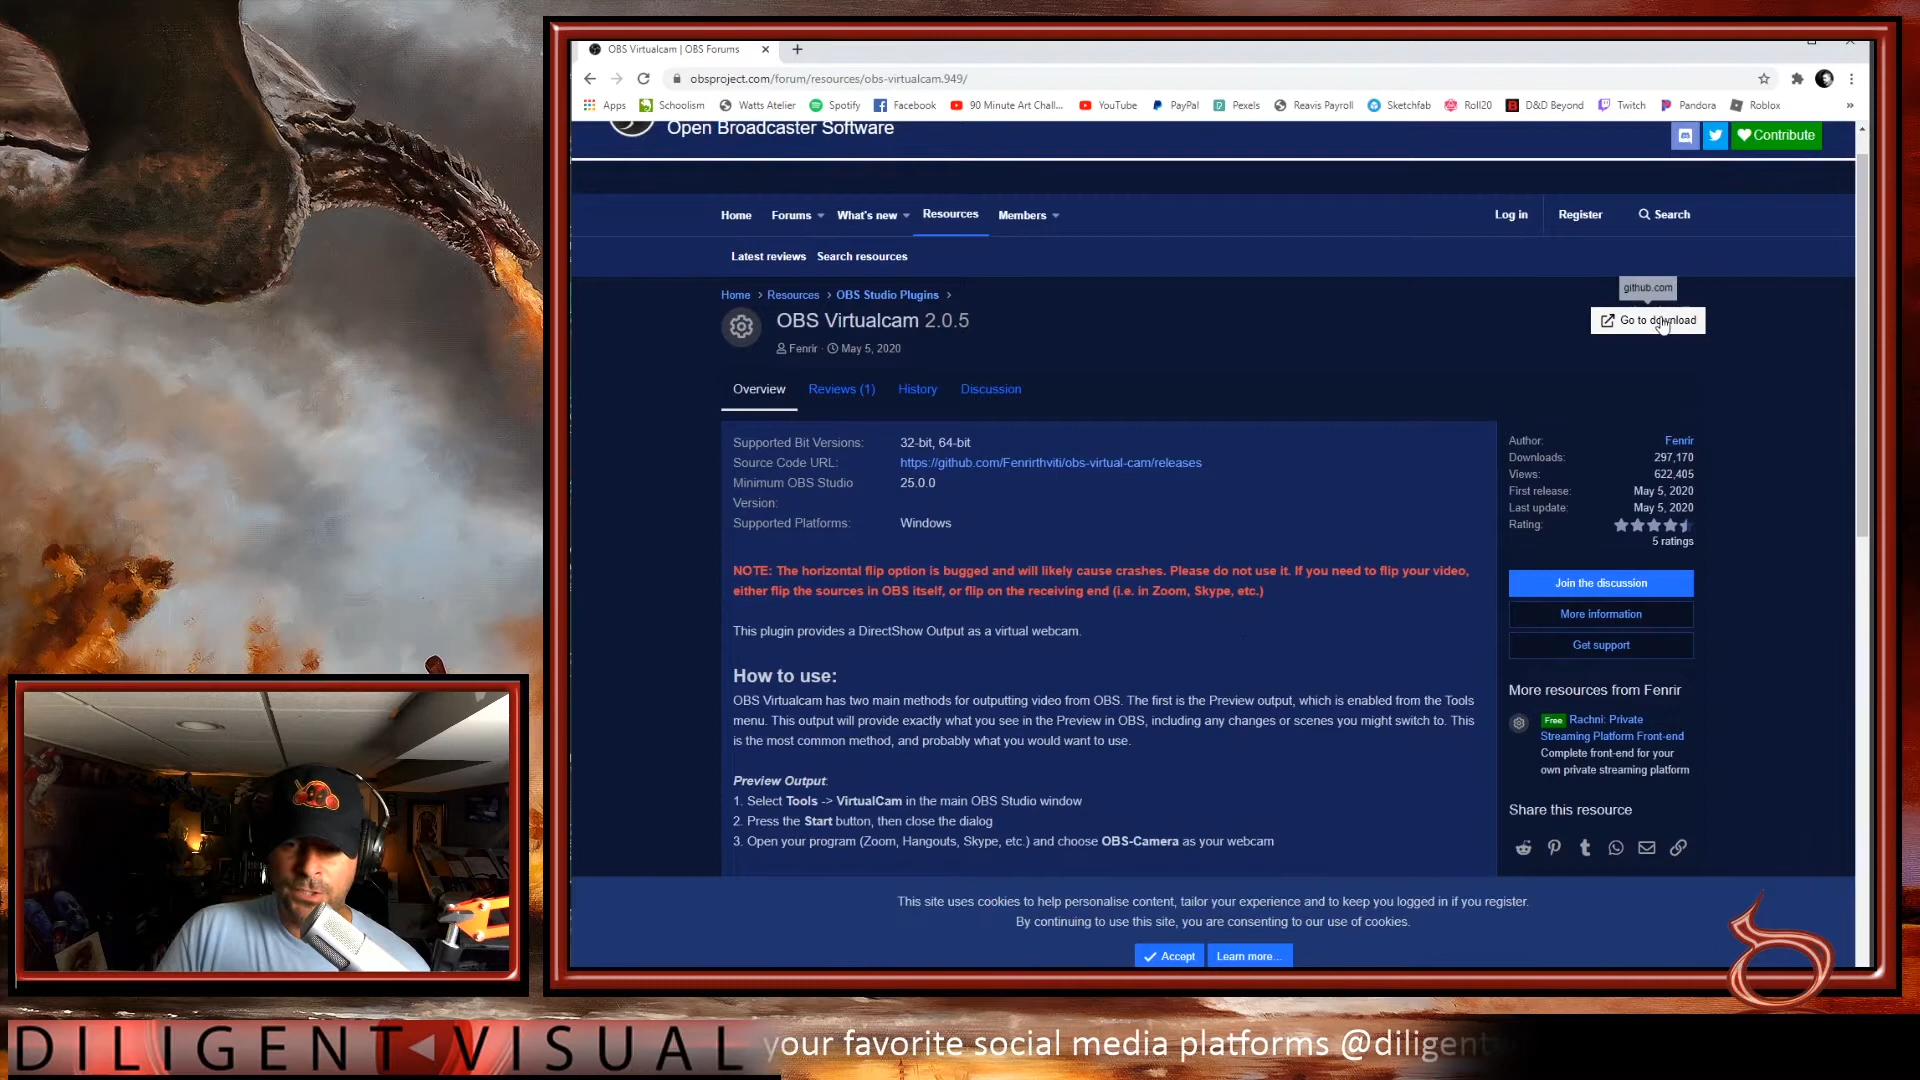 OBS Virtualcam | OBS Forums
obsproject.com/forum/resources/obs-virtualcam.949/
Apps Schoolism Watts Atelier Spotify Facebook 90 Minute Art Chall... YouTube PayPal Pexels Reavis Payroll Sketchfab Roll20 D&D Beyond Twitch Pandora Roblox »
Open Broadcaster Software
Contribute
Home Forums What's new Resources Members Log in Register Search
Latest reviews Search resources
Home > Resources > OBS Studio Plugins >
github.com
OBS Virtualcam 2.0.5
Go to download
Fenrir · May 5, 2020
Overview Reviews (1) History Discussion
Supported Bit Versions: 32-bit, 64-bit
Source Code URL: https://github.com/Fenrirthviti/obs-virtual-cam/releases
Minimum OBS Studio 25.0.0
Version:
Supported Platforms: Windows
NOTE: The horizontal flip option is bugged and will likely cause crashes. Please do not use it. If you need to flip your video,
either flip the sources in OBS itself, or flip on the receiving end (i.e. in Zoom, Skype, etc.)
This plugin provides a DirectShow Output as a virtual webcam.
How to use:
OBS Virtualcam has two main methods for outputting video from OBS. The first is the Preview output, which is enabled from the Tools
menu. This output will provide exactly what you see in the Preview in OBS, including any changes or scenes you might switch to. This
is the most common method, and probably what you would want to use.
Preview Output:
1. Select Tools -> VirtualCam in the main OBS Studio window
2. Press the Start button, then close the dialog
3. Open your program (Zoom, Hangouts, Skype, etc.) and choose OBS-Camera as your webcam
Author: Fenrir
Downloads: 297,170
Views: 622,405
First release: May 5, 2020
Last update: May 5, 2020
Rating:
5 ratings
Join the discussion
More information
Get support
More resources from Fenrir
Free Rachni: Private
Streaming Platform Front-end
Complete front-end for your
own private streaming platform
Share this resource
This site uses cookies to help personalise content, tailor your experience and to keep you logged in if you register.
By continuing to use this site, you are consenting to our use of cookies.
Accept Learn more...
DILIGENT VISUAL
your favorite social media platforms @diligent